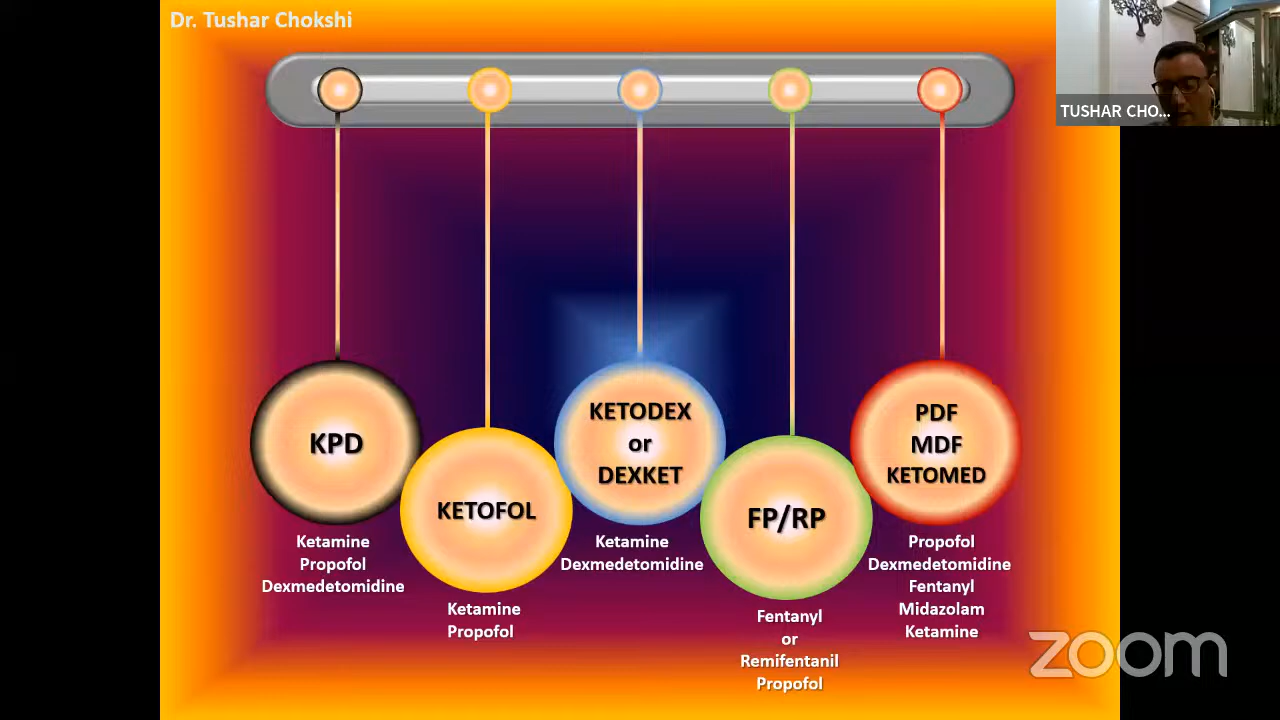 Dr. Tushar Chokshi
TUSHAR CHO...
KPD
Ketamine
Propofol
Dexmedetomidine
KETOFOL
Ketamine
Propofol
KETODEX
or
DEXKET
Ketamine
Dexmedetomidine
FP/RP
Fentanyl
or
Remifentanil
Propofol
PDF
MDF
KETOMED
Propofol
Dexmedetomidine
Fentanyl
Midazolam
Ketamine
zoom